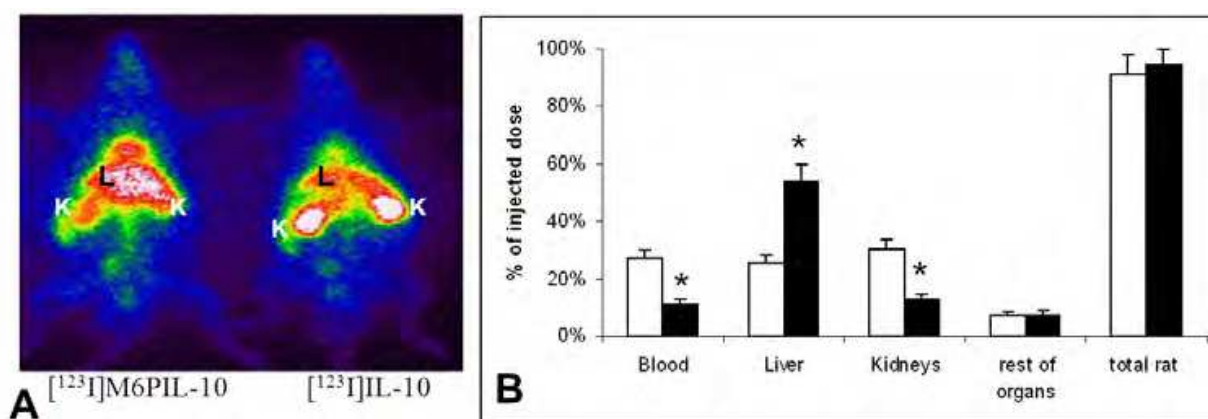 L
L
K
K
K
K
[¹²³I]M6PIL-10
[¹²³I]IL-10
A
% of injected dose
100%
80%
60%
40%
20%
0%
*
*
*
Blood
Liver
Kidneys
rest of
organs
total rat
B